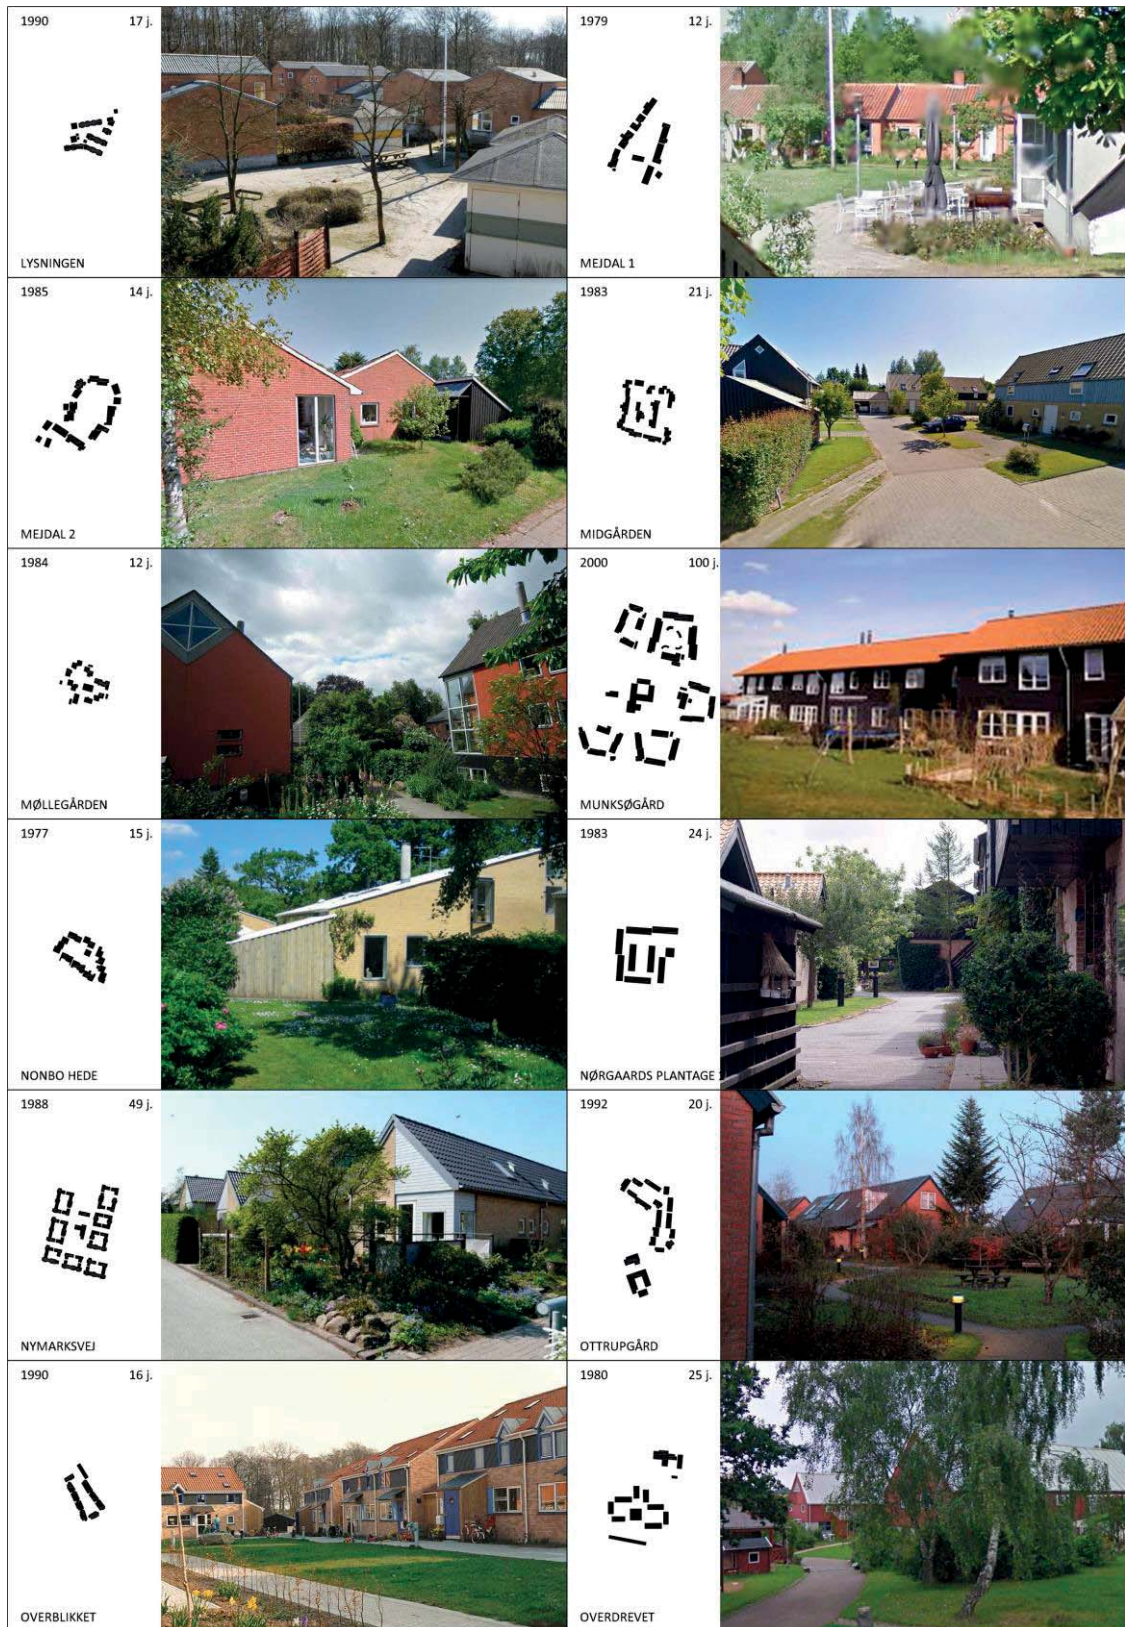 1990 17 j.
LYSNINGEN
1979 12 j.
MEJDAL 1
1985 14 j.
MEJDAL 2
1983 21 j.
MIDGÅRDEN
1984 12 j.
MØLLEGÅRDEN
2000 100 j.
MUNKSØGÅRD
1977 15 j.
NONBO HEDE
1983 24 j.
NØRGAARDS PLANTAGE
1988 49 j.
NYMARKSVEJ
1992 20 j.
OTTRUPGÅRD
1990 16 j.
OVERBLIKKET
1980 25 j.
OVERDREVET